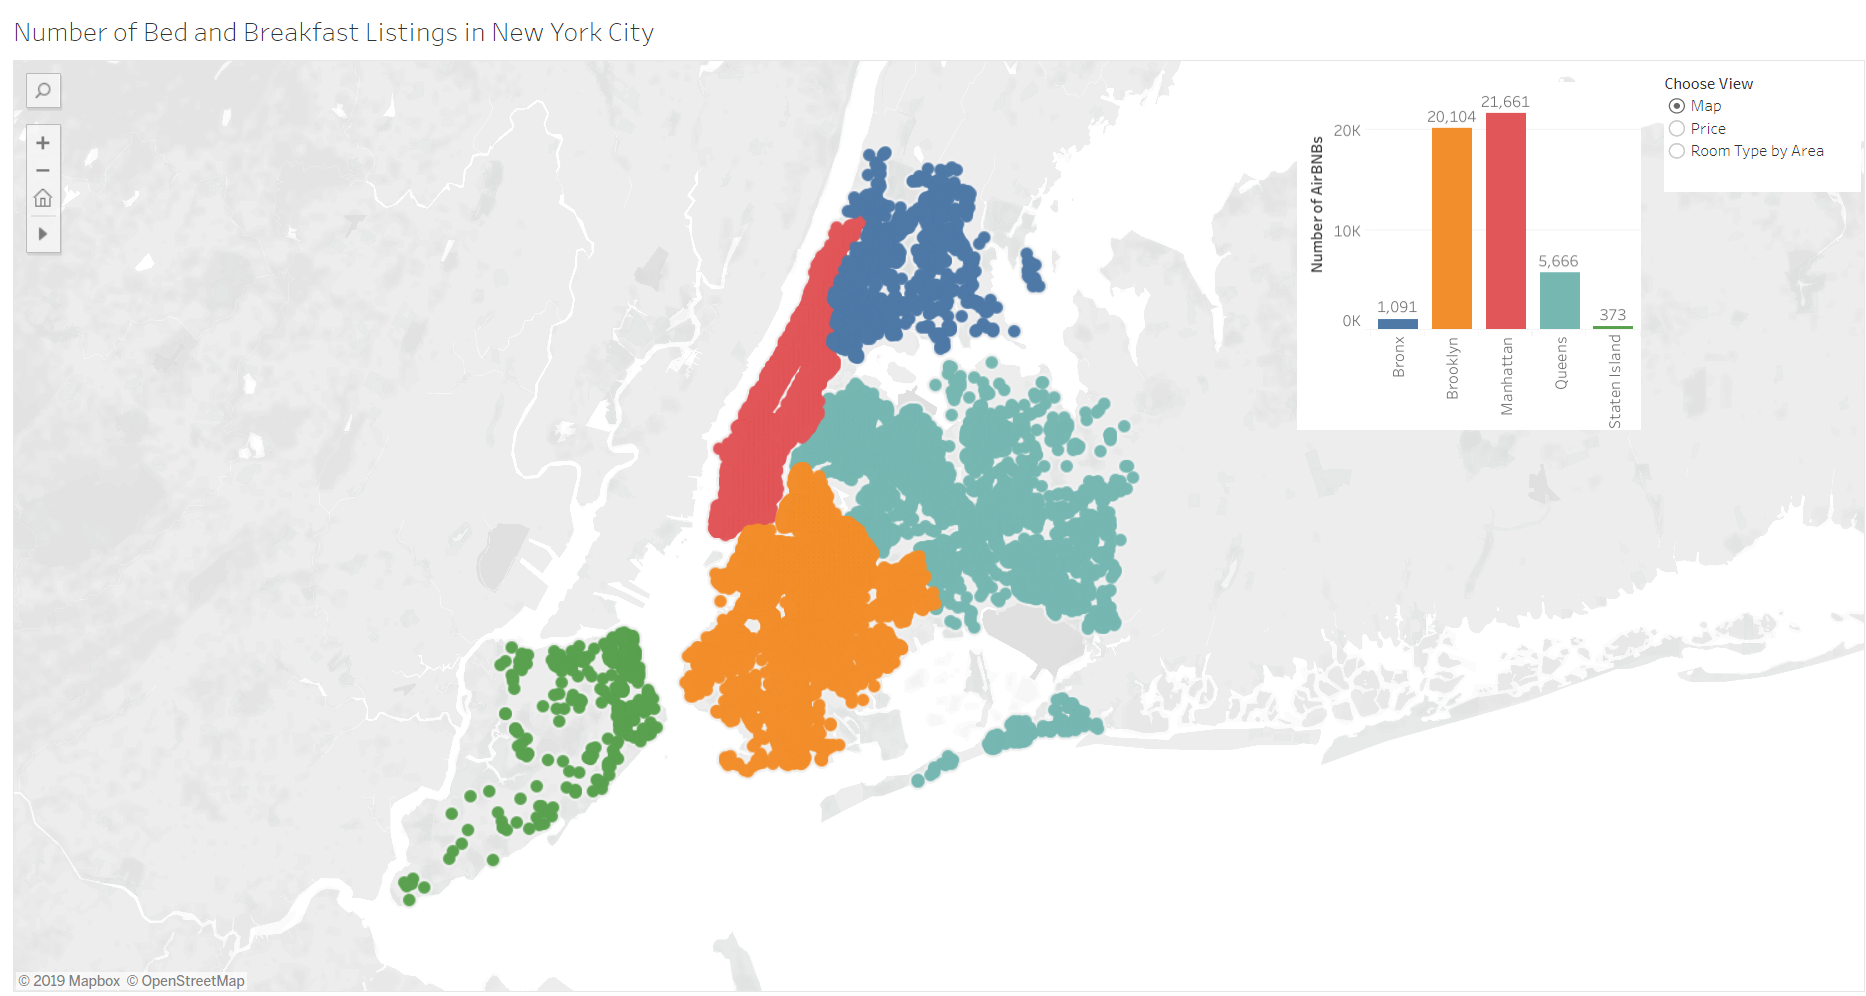 Number of Bed and Breakfast Listings in New York City
Choose View
Map
Price
Room Type by Area
Number of AirBNBs
20K
10K
0K
1,091
20,104
21,661
5,666
373
Bronx
Brooklyn
Manhattan
Queens
Staten Island
© 2019 Mapbox © OpenStreetMap